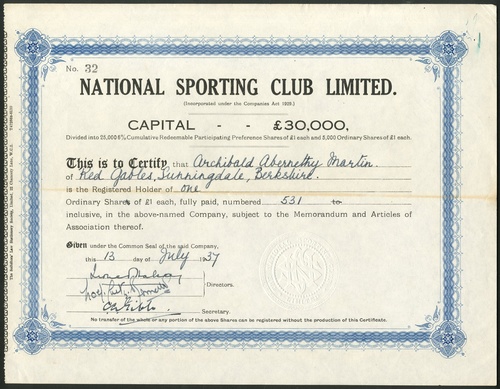 No. 32
NATIONAL SPORTING CLUB LIMITED.
(Incorporated under the Companies Act 1929.)
CAPITAL - - £30,000,
Divided into 25,000 6% Cumulative Redeemable Participating Preference Shares of £1 each and 5,000 Ordinary Shares of £1 each.
This is to Certify that Archibald Abernethy Martin
of Red Gables, Sunningdale, Berkshire.
is the Registered Holder of one
Ordinary Shares of £1 each, fully paid, numbered 531 to
inclusive, in the above-named Company, subject to the Memorandum and Articles of
Association thereof.
Given under the Common Seal of the said Company,
this 13 day of July 1937
Directors.
Secretary.
No transfer of the whole or any portion of the above Shares can be registered without the production of this Certificate.